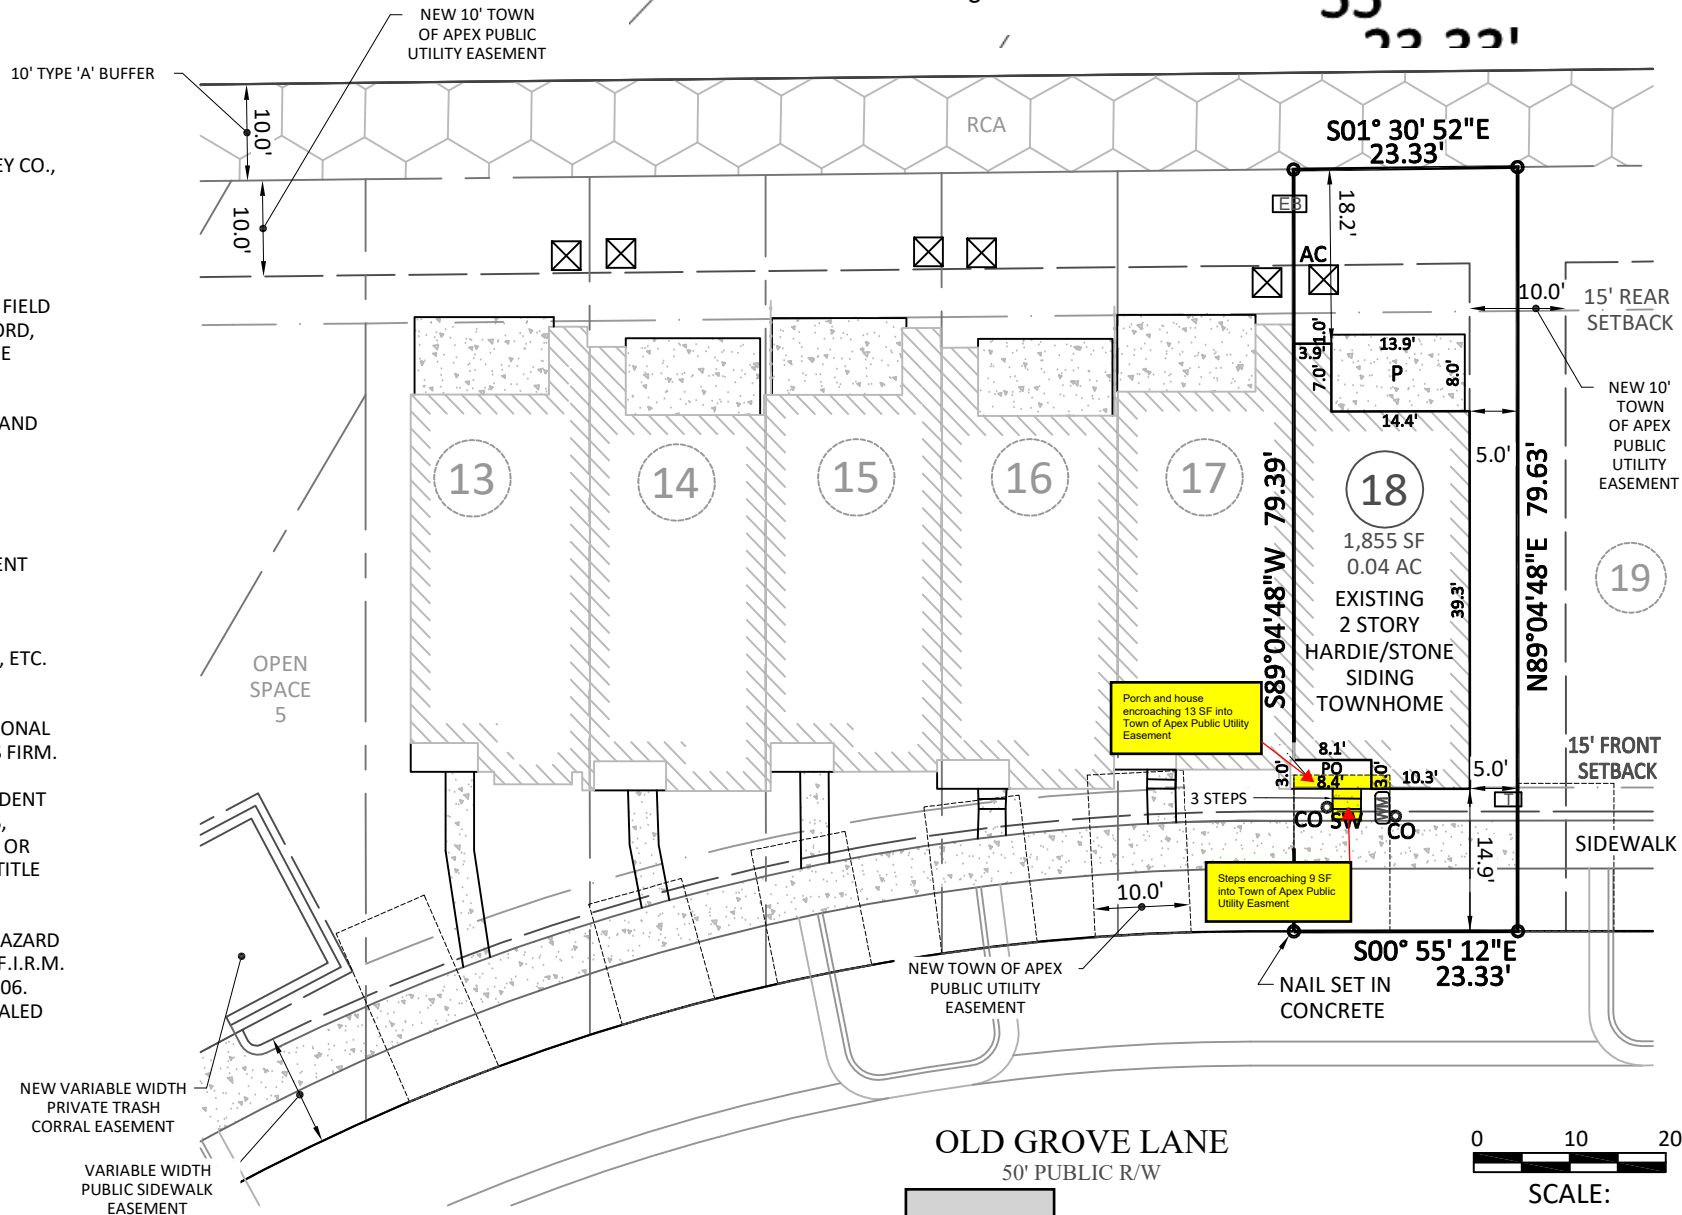 NEW 10' TOWN
OF APEX PUBLIC
UTILITY EASEMENT
10' TYPE 'A' BUFFER
10.0'
10.0'
RCA
S01° 30' 52"E
23.33'
EY CO.,
FIELD
ORD,
E
AND
ENT
, ETC.
IONAL
S FIRM.
DENT
OR
TITLE
AZARD
F.I.R.M.
06.
ALED
EB
18.2'
AC
10.0'
15' REAR
SETBACK
1.0'
3.9'
7.0'
13.9'
P
8.0'
14.4'
NEW 10'
TOWN
OF APEX
PUBLIC
UTILITY
EASEMENT
5.0'
13
14
15
16
17
18
19
1,855 SF
0.04 AC
EXISTING
2 STORY
HARDIE/STONE
SIDING
TOWNHOME
39.3'
S89°04'48"W 79.39'
N89°04'48"E 79.63'
OPEN
SPACE
5
Porch and house
encroaching 13 SF into
Town of Apex Public Utility
Easement
8.1'
PO
3.0'
8.4'
3.0'
10.3'
5.0'
15' FRONT
SETBACK
3 STEPS
CO
SW
WM
CO
T
SIDEWALK
14.9'
Steps encroaching 9 SF
into Town of Apex Public
Utility Easment
10.0'
NEW TOWN OF APEX
PUBLIC UTILITY
EASEMENT
S00° 55' 12"E
23.33'
NAIL SET IN
CONCRETE
NEW VARIABLE WIDTH
PRIVATE TRASH
CORRAL EASEMENT
VARIABLE WIDTH
PUBLIC SIDEWALK
EASEMENT
OLD GROVE LANE
50' PUBLIC R/W
0 10 20
SCALE: